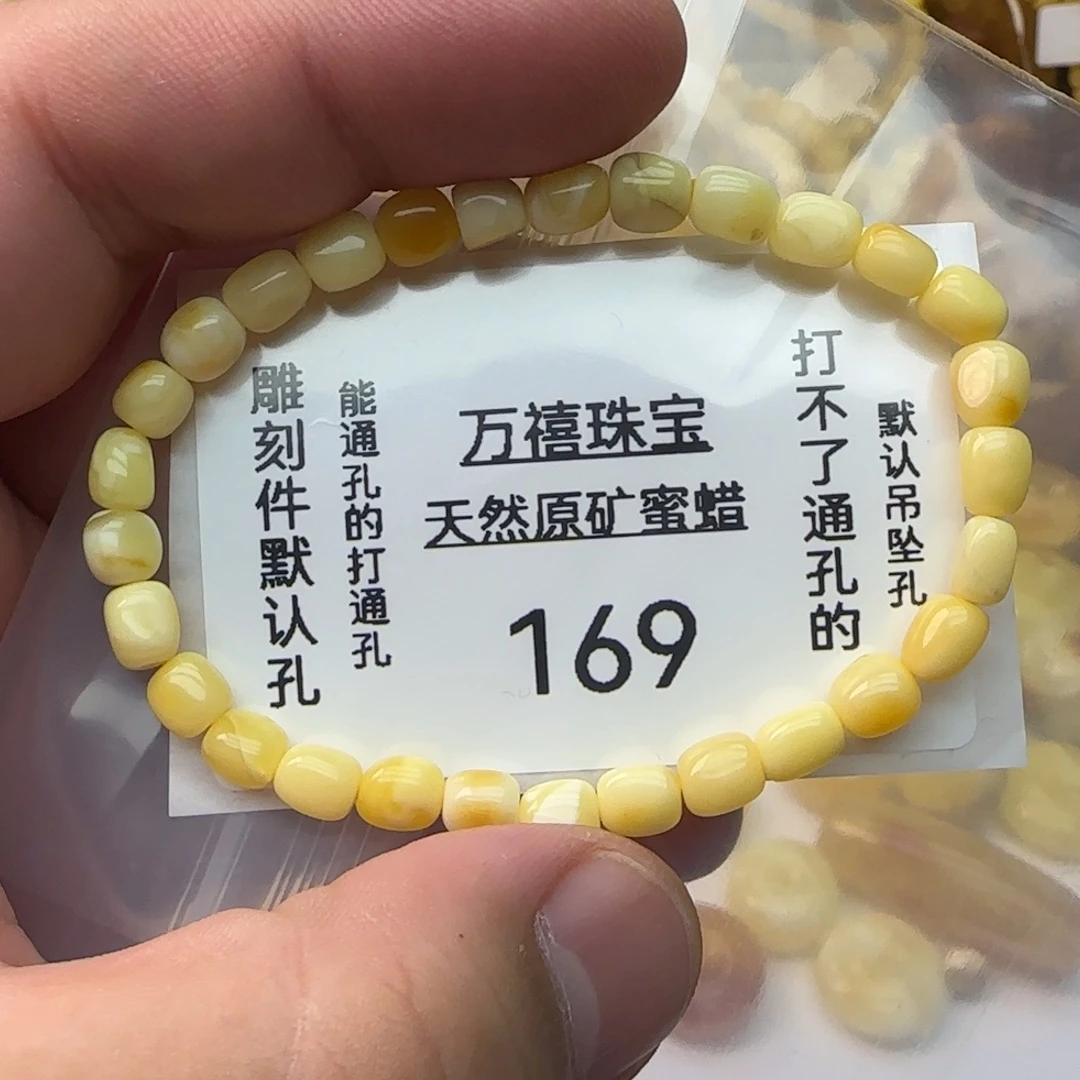 雕刻件默认孔
能通孔的打通孔
万禧珠宝
天然原矿蜜蜡
169
打不了通孔的
默认吊坠孔